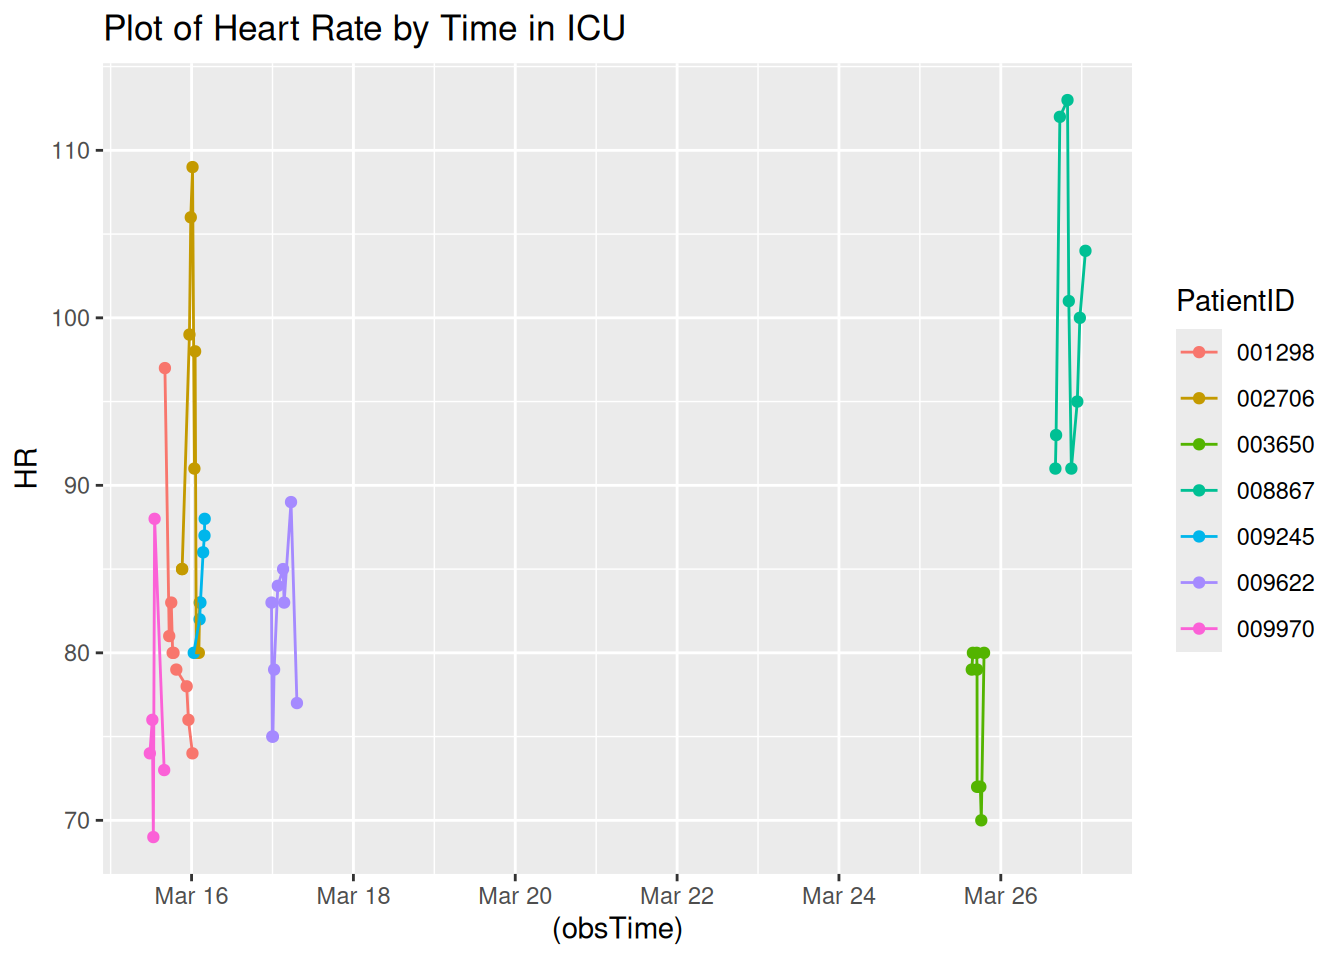 Plot of Heart Rate by Time in ICU
HR
110
100
90
80
70
Mar 16 Mar 18 Mar 20 Mar 22 Mar 24 Mar 26
(obsTime)
PatientID
001298
002706
003650
008867
009245
009622
009970